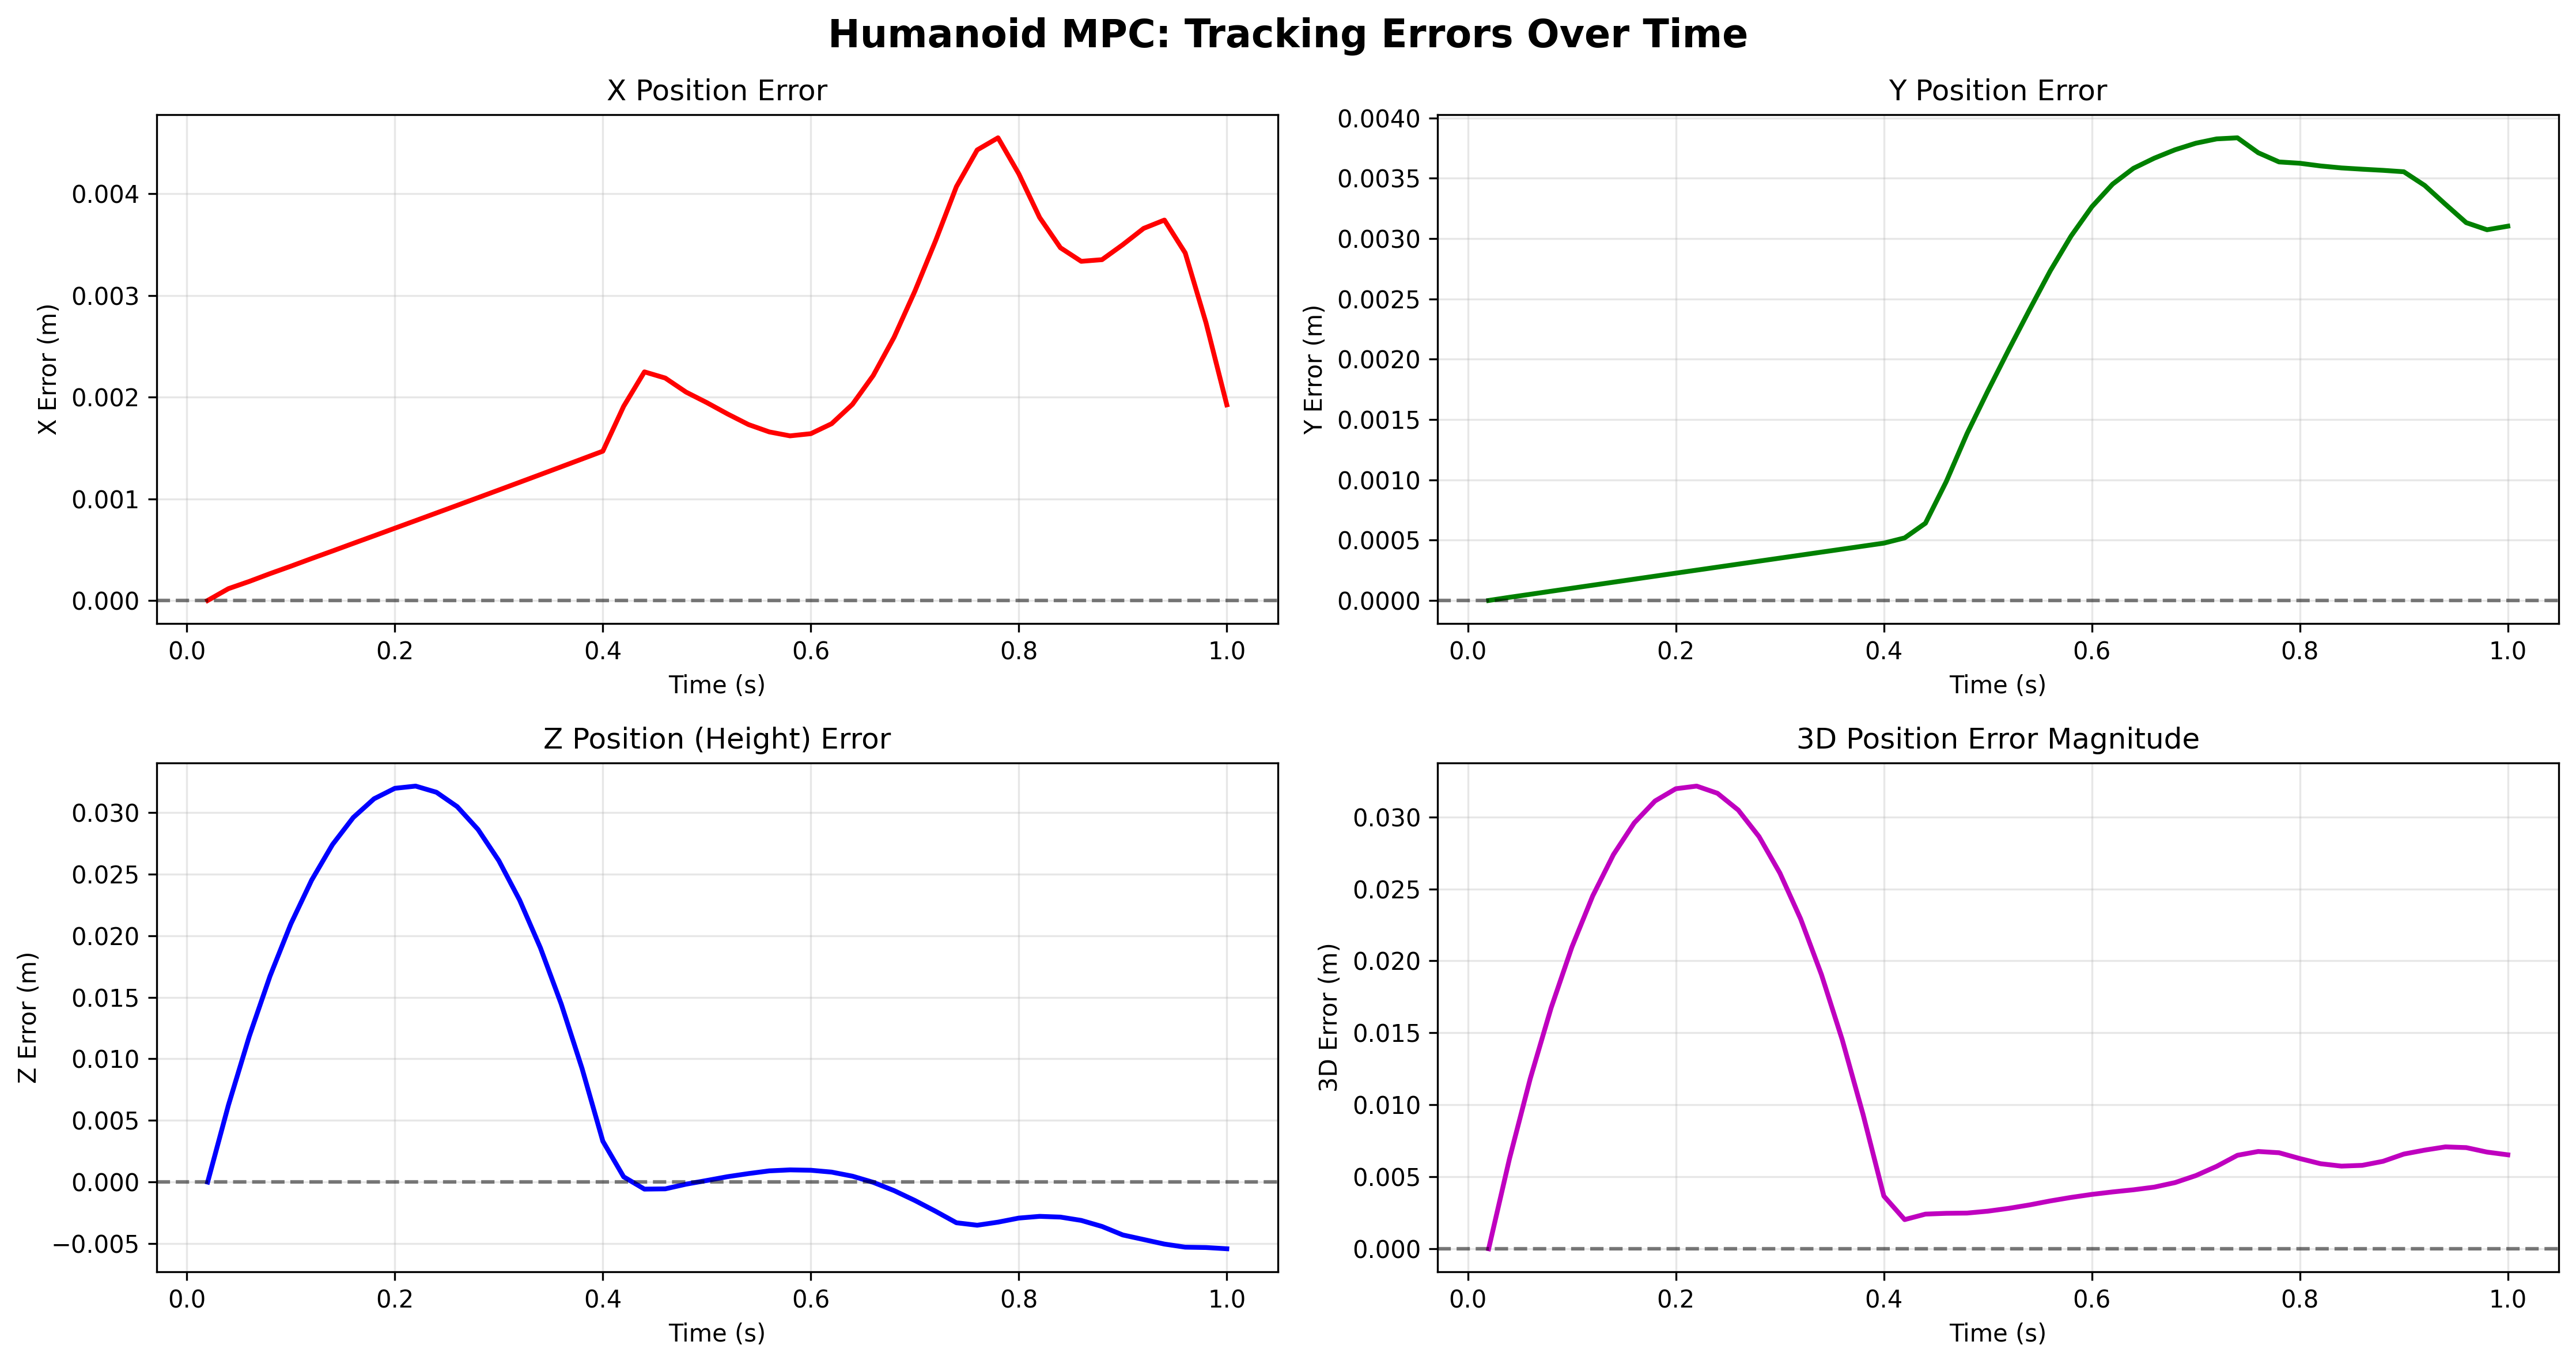 Humanoid MPC: Tracking Errors Over Time
X Position Error
X Error (m)
0.004
0.003
0.002
0.001
0.000
0.0 0.2 0.4 0.6 0.8 1.0
Time (s)
Y Position Error
Y Error (m)
0.0040
0.0035
0.0030
0.0025
0.0020
0.0015
0.0010
0.0005
0.0000
0.0 0.2 0.4 0.6 0.8 1.0
Time (s)
Z Position (Height) Error
Z Error (m)
0.030
0.025
0.020
0.015
0.010
0.005
0.000
−0.005
0.0 0.2 0.4 0.6 0.8 1.0
Time (s)
3D Position Error Magnitude
3D Error (m)
0.030
0.025
0.020
0.015
0.010
0.005
0.000
0.0 0.2 0.4 0.6 0.8 1.0
Time (s)